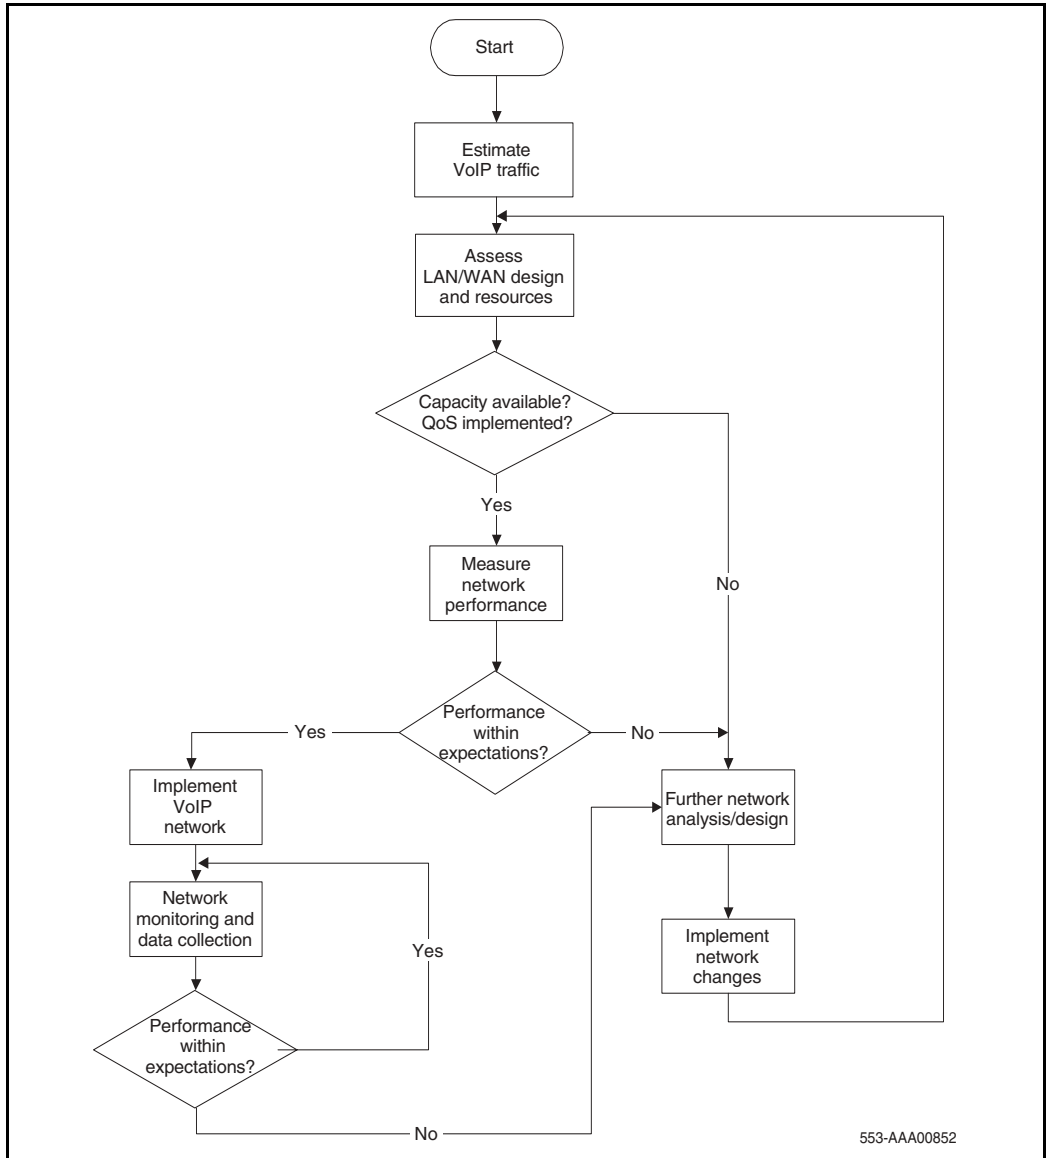 Start
Estimate
VoIP traffic
Assess
LAN/WAN design
and resources
Capacity available?
QoS implemented?
Yes
Measure
network
performance
No
Performance
within
expectations?
Yes
No
Implement
VoIP
network
Further network
analysis/design
Network
monitoring and
data collection
Yes
Implement
network
changes
Performance
within
expectations?
No
553-AAA00852